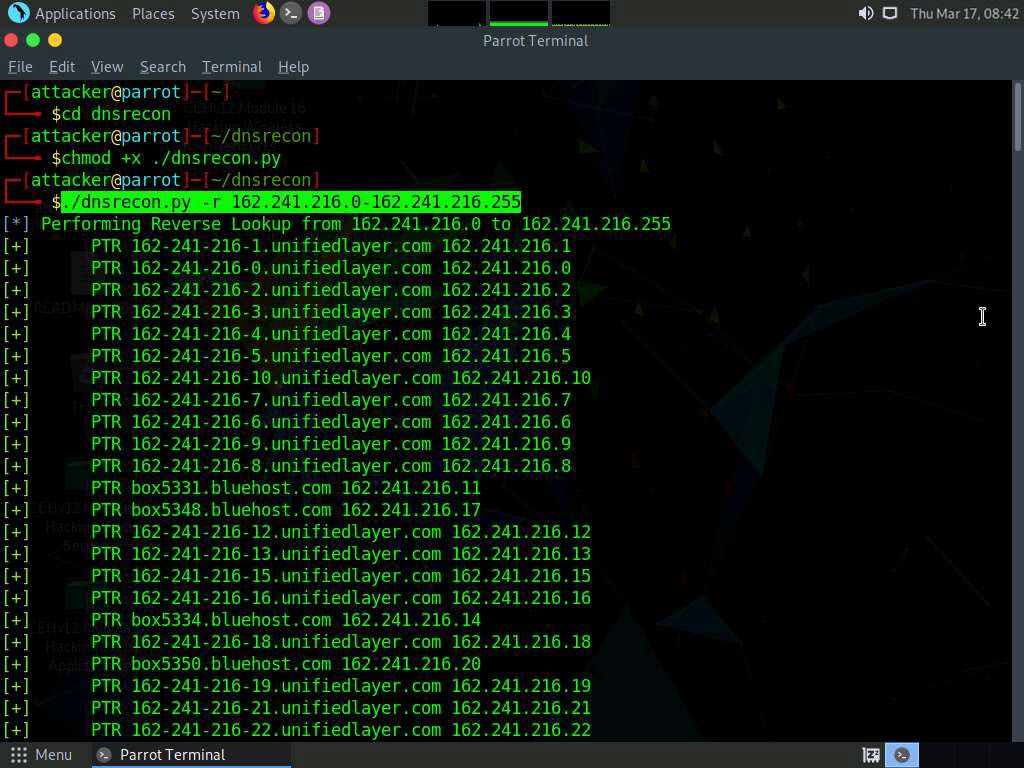 Applications Places System Thu Mar 17, 08:42
Parrot Terminal
File Edit View Search Terminal Help
┌─[attacker@parrot]─[~]
└──╼ $cd dnsrecon
┌─[attacker@parrot]─[~/dnsrecon]
└──╼ $chmod +x ./dnsrecon.py
┌─[attacker@parrot]─[~/dnsrecon]
└──╼ $./dnsrecon.py -r 162.241.216.0-162.241.216.255
[*] Performing Reverse Lookup from 162.241.216.0 to 162.241.216.255
[+] PTR 162-241-216-1.unifiedlayer.com 162.241.216.1
[+] PTR 162-241-216-0.unifiedlayer.com 162.241.216.0
[+] PTR 162-241-216-2.unifiedlayer.com 162.241.216.2
[+] PTR 162-241-216-3.unifiedlayer.com 162.241.216.3
[+] PTR 162-241-216-4.unifiedlayer.com 162.241.216.4
[+] PTR 162-241-216-5.unifiedlayer.com 162.241.216.5
[+] PTR 162-241-216-10.unifiedlayer.com 162.241.216.10
[+] PTR 162-241-216-7.unifiedlayer.com 162.241.216.7
[+] PTR 162-241-216-6.unifiedlayer.com 162.241.216.6
[+] PTR 162-241-216-9.unifiedlayer.com 162.241.216.9
[+] PTR 162-241-216-8.unifiedlayer.com 162.241.216.8
[+] PTR box5331.bluehost.com 162.241.216.11
[+] PTR box5348.bluehost.com 162.241.216.17
[+] PTR 162-241-216-12.unifiedlayer.com 162.241.216.12
[+] PTR 162-241-216-13.unifiedlayer.com 162.241.216.13
[+] PTR 162-241-216-15.unifiedlayer.com 162.241.216.15
[+] PTR 162-241-216-16.unifiedlayer.com 162.241.216.16
[+] PTR box5334.bluehost.com 162.241.216.14
[+] PTR 162-241-216-18.unifiedlayer.com 162.241.216.18
[+] PTR box5350.bluehost.com 162.241.216.20
[+] PTR 162-241-216-19.unifiedlayer.com 162.241.216.19
[+] PTR 162-241-216-21.unifiedlayer.com 162.241.216.21
[+] PTR 162-241-216-22.unifiedlayer.com 162.241.216.22
Menu Parrot Terminal